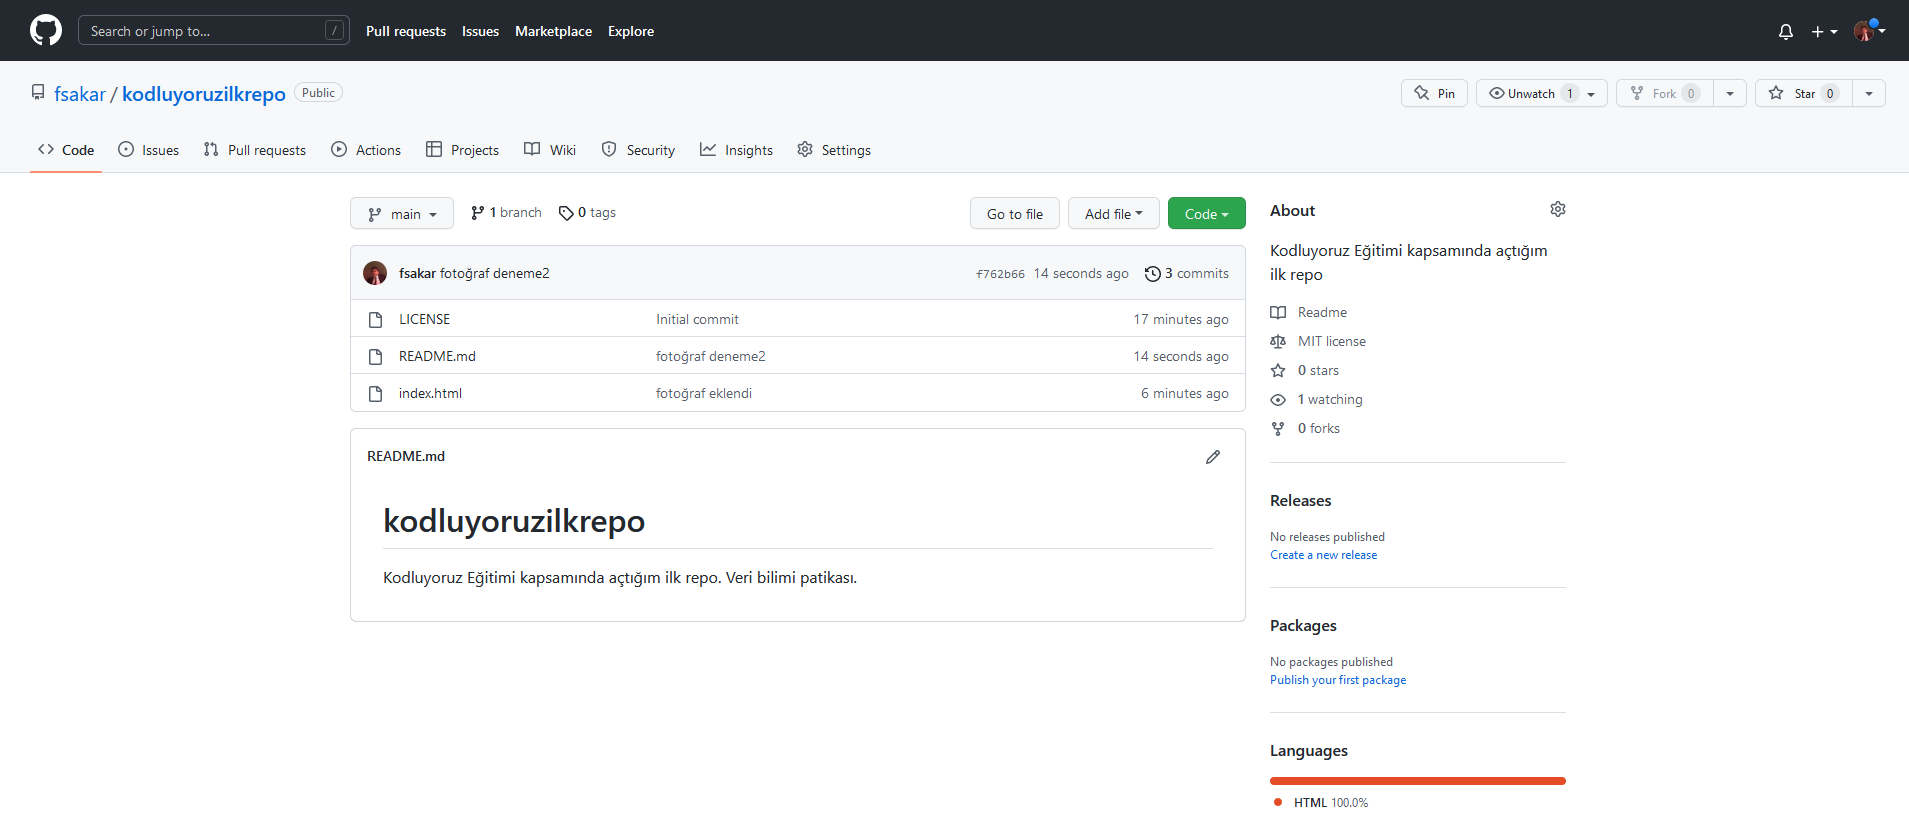 Search or jump to... / Pull requests Issues Marketplace Explore
fsakar / kodluyoruzilkrepo Public Pin Unwatch 1 Fork 0 Star 0
Code Issues Pull requests Actions Projects Wiki Security Insights Settings
main 1 branch 0 tags Go to file Add file Code
fsakar fotoğraf deneme2 f762b66 14 seconds ago 3 commits
LICENSE Initial commit 17 minutes ago
README.md fotoğraf deneme2 14 seconds ago
index.html fotoğraf eklendi 6 minutes ago
README.md
kodluyoruzilkrepo
Kodluyoruz Eğitimi kapsamında açtığım ilk repo. Veri bilimi patikası.
About
Kodluyoruz Eğitimi kapsamında açtığım
ilk repo
Readme
MIT license
0 stars
1 watching
0 forks
Releases
No releases published
Create a new release
Packages
No packages published
Publish your first package
Languages
HTML 100.0%